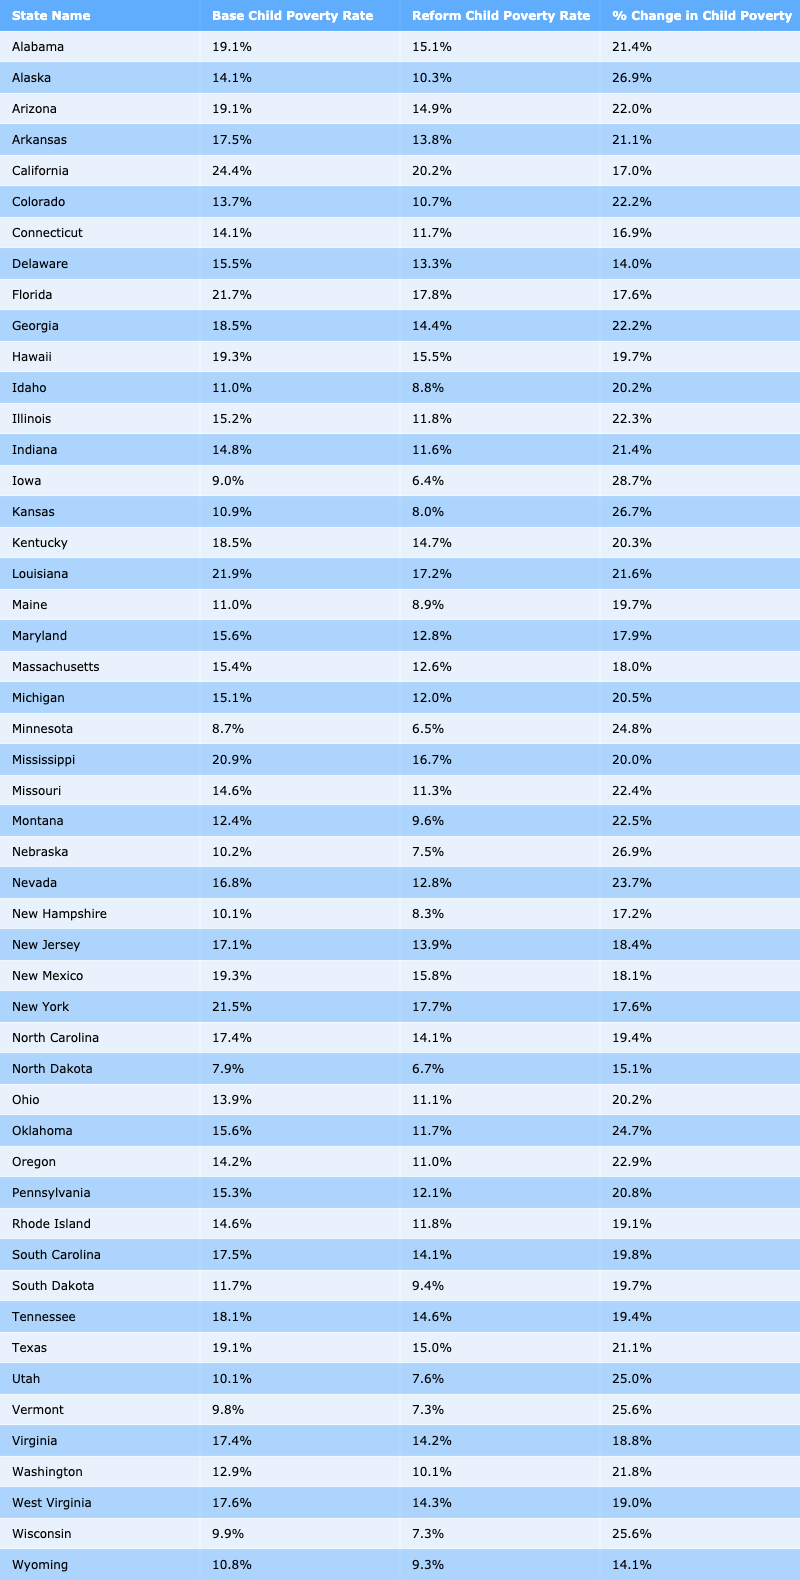 State Name Base Child Poverty Rate Reform Child Poverty Rate % Change in Child Poverty
Alabama 19.1% 15.1% 21.4%
Alaska 14.1% 10.3% 26.9%
Arizona 19.1% 14.9% 22.0%
Arkansas 17.5% 13.8% 21.1%
California 24.4% 20.2% 17.0%
Colorado 13.7% 10.7% 22.2%
Connecticut 14.1% 11.7% 16.9%
Delaware 15.5% 13.3% 14.0%
Florida 21.7% 17.8% 17.6%
Georgia 18.5% 14.4% 22.2%
Hawaii 19.3% 15.5% 19.7%
Idaho 11.0% 8.8% 20.2%
Illinois 15.2% 11.8% 22.3%
Indiana 14.8% 11.6% 21.4%
Iowa 9.0% 6.4% 28.7%
Kansas 10.9% 8.0% 26.7%
Kentucky 18.5% 14.7% 20.3%
Louisiana 21.9% 17.2% 21.6%
Maine 11.0% 8.9% 19.7%
Maryland 15.6% 12.8% 17.9%
Massachusetts 15.4% 12.6% 18.0%
Michigan 15.1% 12.0% 20.5%
Minnesota 8.7% 6.5% 24.8%
Mississippi 20.9% 16.7% 20.0%
Missouri 14.6% 11.3% 22.4%
Montana 12.4% 9.6% 22.5%
Nebraska 10.2% 7.5% 26.9%
Nevada 16.8% 12.8% 23.7%
New Hampshire 10.1% 8.3% 17.2%
New Jersey 17.1% 13.9% 18.4%
New Mexico 19.3% 15.8% 18.1%
New York 21.5% 17.7% 17.6%
North Carolina 17.4% 14.1% 19.4%
North Dakota 7.9% 6.7% 15.1%
Ohio 13.9% 11.1% 20.2%
Oklahoma 15.6% 11.7% 24.7%
Oregon 14.2% 11.0% 22.9%
Pennsylvania 15.3% 12.1% 20.8%
Rhode Island 14.6% 11.8% 19.1%
South Carolina 17.5% 14.1% 19.8%
South Dakota 11.7% 9.4% 19.7%
Tennessee 18.1% 14.6% 19.4%
Texas 19.1% 15.0% 21.1%
Utah 10.1% 7.6% 25.0%
Vermont 9.8% 7.3% 25.6%
Virginia 17.4% 14.2% 18.8%
Washington 12.9% 10.1% 21.8%
West Virginia 17.6% 14.3% 19.0%
Wisconsin 9.9% 7.3% 25.6%
Wyoming 10.8% 9.3% 14.1%